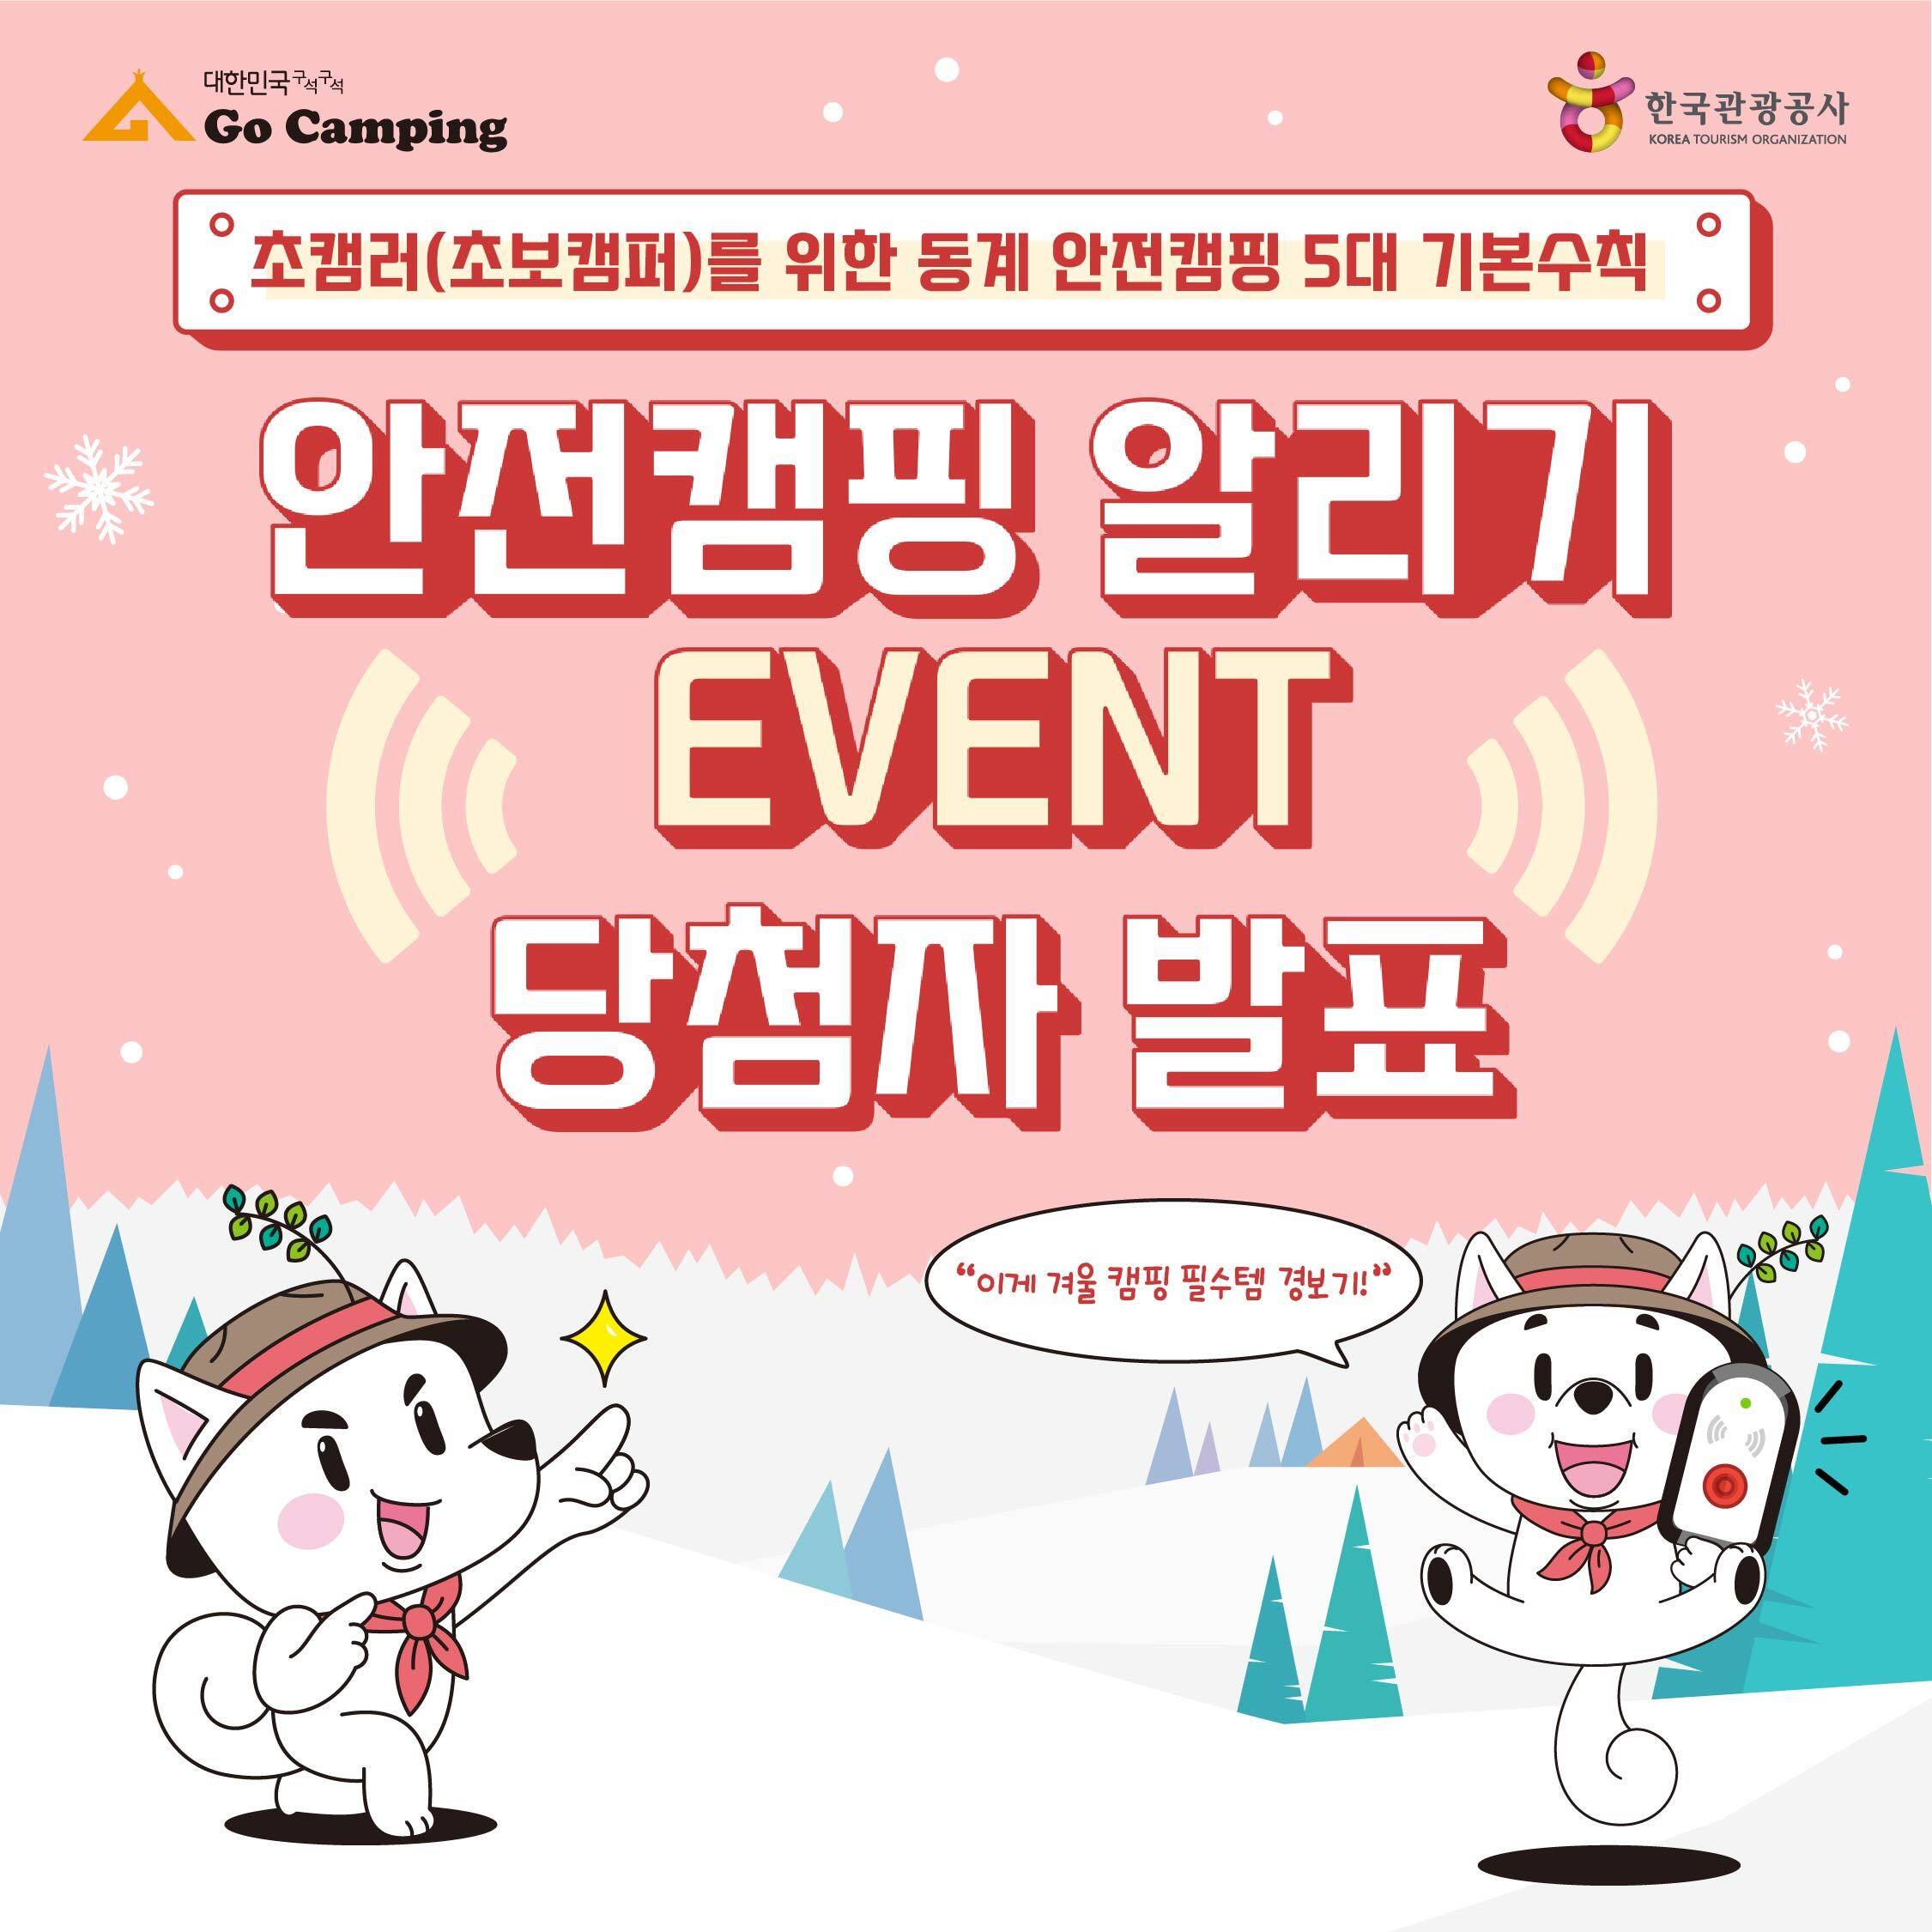 대한민국 구석구석
Go Camping
한국관광공사
KOREA TOURISM ORGANIZATION
초캠러(초보캠퍼)를 위한 동계 안전캠핑 5대 기본수칙
안전캠핑 알리기
EVENT
당첨자 발표
“이게 겨울 캠핑 필수템 경보기!”